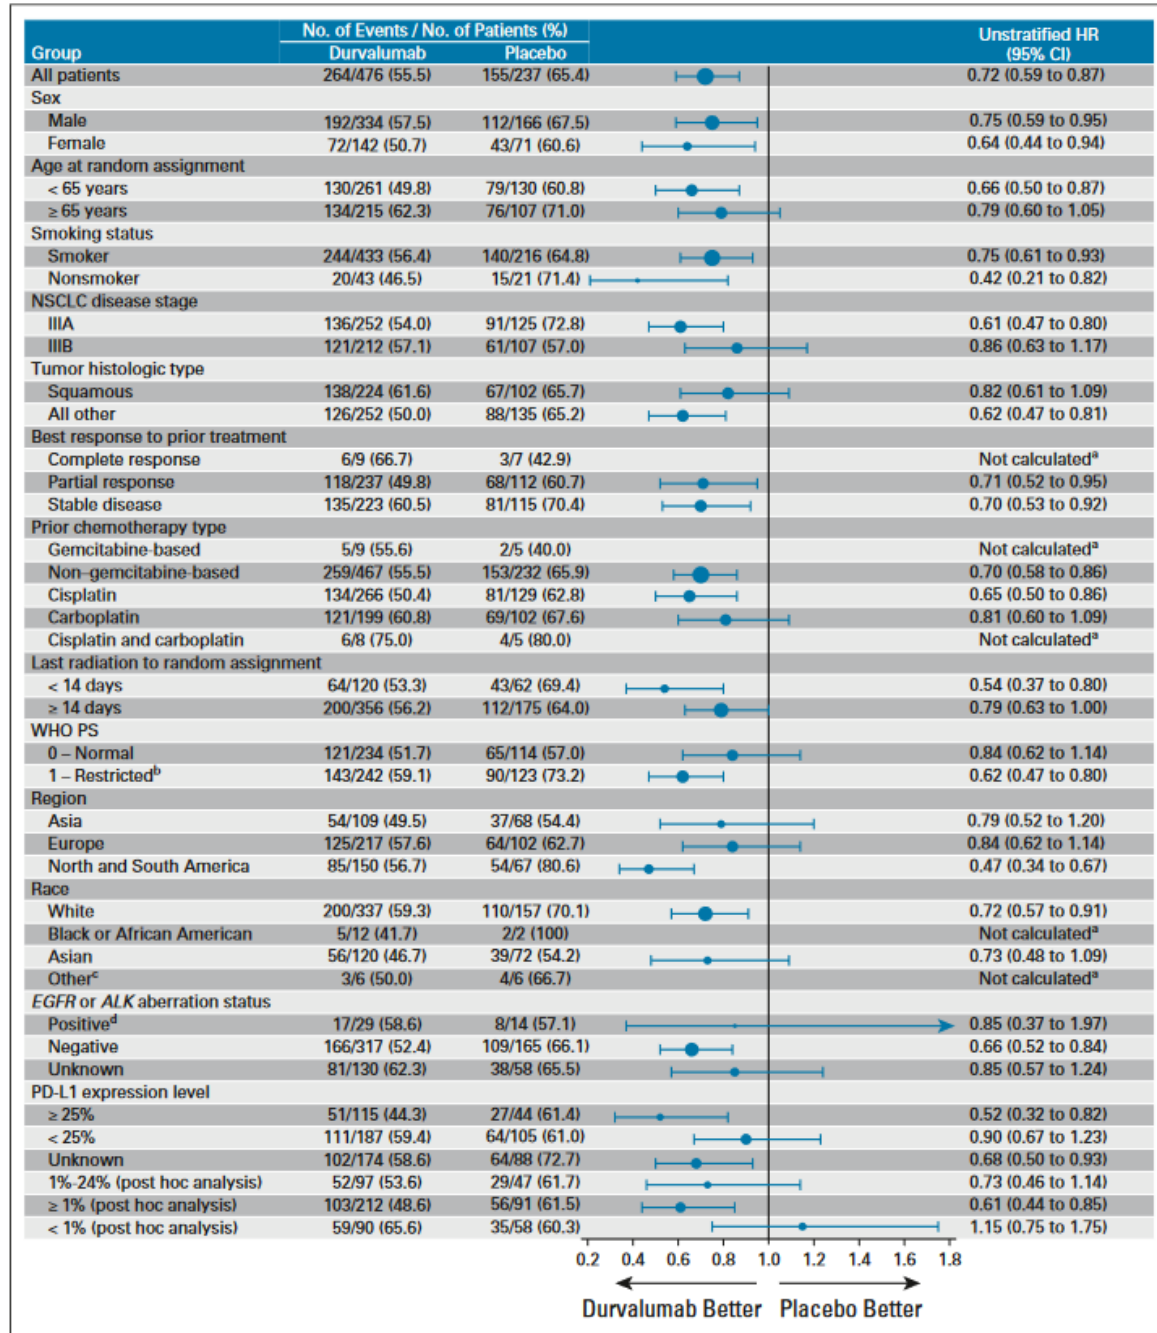 No. of Events / No. of Patients (%)
Unstratified HR
Group Durvalumab Placebo (95% CI)
All patients 264/476 (55.5) 155/237 (65.4) 0.72 (0.59 to 0.87)
Sex
Male 192/334 (57.5) 112/166 (67.5) 0.75 (0.59 to 0.95)
Female 72/142 (50.7) 43/71 (60.6) 0.64 (0.44 to 0.94)
Age at random assignment
< 65 years 130/261 (49.8) 79/130 (60.8) 0.66 (0.50 to 0.87)
≥ 65 years 134/215 (62.3) 76/107 (71.0) 0.79 (0.60 to 1.05)
Smoking status
Smoker 244/433 (56.4) 140/216 (64.8) 0.75 (0.61 to 0.93)
Nonsmoker 20/43 (46.5) 15/21 (71.4) 0.42 (0.21 to 0.82)
NSCLC disease stage
IIIA 136/252 (54.0) 91/125 (72.8) 0.61 (0.47 to 0.80)
IIIB 121/212 (57.1) 61/107 (57.0) 0.86 (0.63 to 1.17)
Tumor histologic type
Squamous 138/224 (61.6) 67/102 (65.7) 0.82 (0.61 to 1.09)
All other 126/252 (50.0) 88/135 (65.2) 0.62 (0.47 to 0.81)
Best response to prior treatment
Complete response 6/9 (66.7) 3/7 (42.9) Not calculatedᵃ
Partial response 118/237 (49.8) 68/112 (60.7) 0.71 (0.52 to 0.95)
Stable disease 135/223 (60.5) 81/115 (70.4) 0.70 (0.53 to 0.92)
Prior chemotherapy type
Gemcitabine-based 5/9 (55.6) 2/5 (40.0) Not calculatedᵃ
Non–gemcitabine-based 259/467 (55.5) 153/232 (65.9) 0.70 (0.58 to 0.86)
Cisplatin 134/266 (50.4) 81/129 (62.8) 0.65 (0.50 to 0.86)
Carboplatin 121/199 (60.8) 69/102 (67.6) 0.81 (0.60 to 1.09)
Cisplatin and carboplatin 6/8 (75.0) 4/5 (80.0) Not calculatedᵃ
Last radiation to random assignment
< 14 days 64/120 (53.3) 43/62 (69.4) 0.54 (0.37 to 0.80)
≥ 14 days 200/356 (56.2) 112/175 (64.0) 0.79 (0.63 to 1.00)
WHO PS
0 – Normal 121/234 (51.7) 65/114 (57.0) 0.84 (0.62 to 1.14)
1 – Restrictedᵇ 143/242 (59.1) 90/123 (73.2) 0.62 (0.47 to 0.80)
Region
Asia 54/109 (49.5) 37/68 (54.4) 0.79 (0.52 to 1.20)
Europe 125/217 (57.6) 64/102 (62.7) 0.84 (0.62 to 1.14)
North and South America 85/150 (56.7) 54/67 (80.6) 0.47 (0.34 to 0.67)
Race
White 200/337 (59.3) 110/157 (70.1) 0.72 (0.57 to 0.91)
Black or African American 5/12 (41.7) 2/2 (100) Not calculatedᵃ
Asian 56/120 (46.7) 39/72 (54.2) 0.73 (0.48 to 1.09)
Otherᶜ 3/6 (50.0) 4/6 (66.7) Not calculatedᵃ
EGFR or ALK aberration status
Positiveᵈ 17/29 (58.6) 8/14 (57.1) 0.85 (0.37 to 1.97)
Negative 166/317 (52.4) 109/165 (66.1) 0.66 (0.52 to 0.84)
Unknown 81/130 (62.3) 38/58 (65.5) 0.85 (0.57 to 1.24)
PD-L1 expression level
≥ 25% 51/115 (44.3) 27/44 (61.4) 0.52 (0.32 to 0.82)
< 25% 111/187 (59.4) 64/105 (61.0) 0.90 (0.67 to 1.23)
Unknown 102/174 (58.6) 64/88 (72.7) 0.68 (0.50 to 0.93)
1%-24% (post hoc analysis) 52/97 (53.6) 29/47 (61.7) 0.73 (0.46 to 1.14)
≥ 1% (post hoc analysis) 103/212 (48.6) 56/91 (61.5) 0.61 (0.44 to 0.85)
< 1% (post hoc analysis) 59/90 (65.6) 35/58 (60.3) 1.15 (0.75 to 1.75)
0.2 0.4 0.6 0.8 1.0 1.2 1.4 1.6 1.8
Durvalumab Better Placebo Better